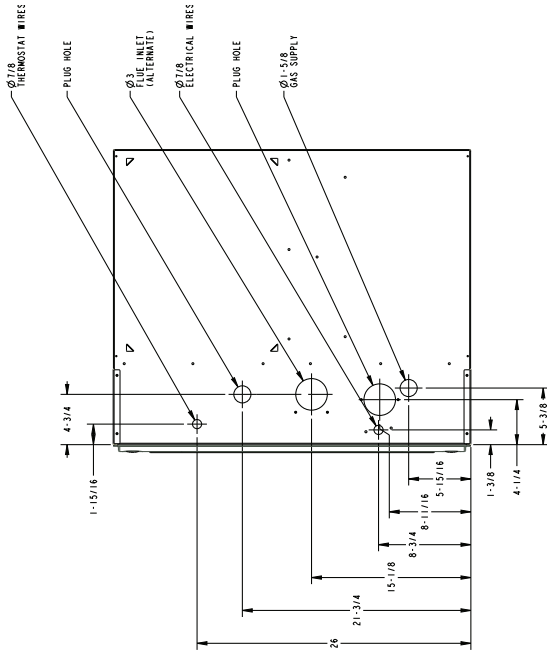 Ø7/8
THERMOSTAT WIRES
PLUG HOLE
Ø3
FLUE INLET
(ALTERNATE)
Ø7/8
ELECTRICAL WIRES
PLUG HOLE
Ø1-5/8
GAS SUPPLY
4-3/4
1-15/16
5-3/8
4-1/4
1-3/8
5-15/16
8-11/16
8-3/4
15-1/8
21-3/4
26